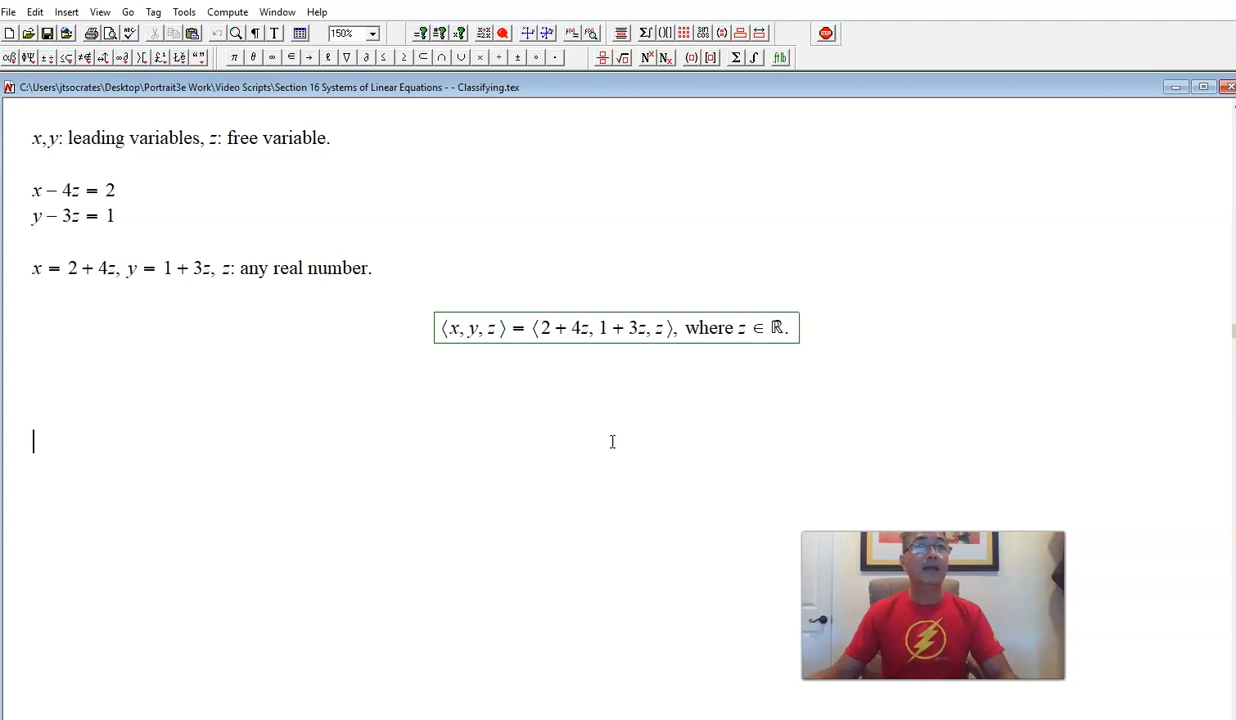 File Edit Insert View Go Tag Tools Compute Window Help
150%
C:\Users\jtsocrates\Desktop\Portrait3e Work\Video Scripts\Section 16 Systems of Linear Equations - - Classifying.tex
x, y: leading variables, z: free variable.
x − 4z = 2
y − 3z = 1
x = 2 + 4z, y = 1 + 3z, z: any real number.
⟨x, y, z⟩ = ⟨2 + 4z, 1 + 3z, z⟩, where z ∈ ℝ.